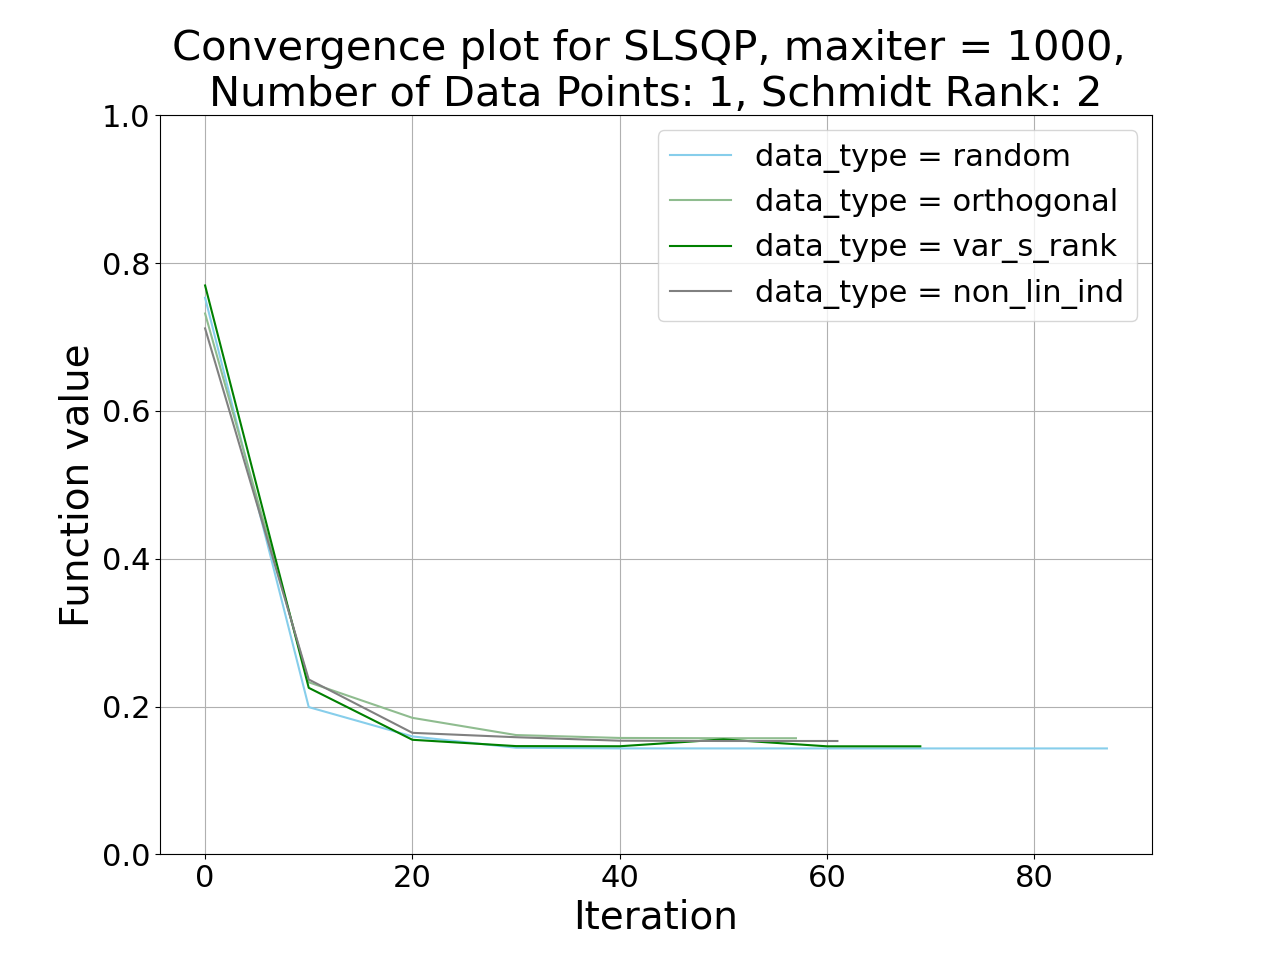 Convergence plot for SLSQP, maxiter = 1000,
Number of Data Points: 1, Schmidt Rank: 2
1.0
0.8
0.6
0.4
0.2
0.0
Function value
data_type = random
data_type = orthogonal
data_type = var_s_rank
data_type = non_lin_ind
0 20 40 60 80
Iteration